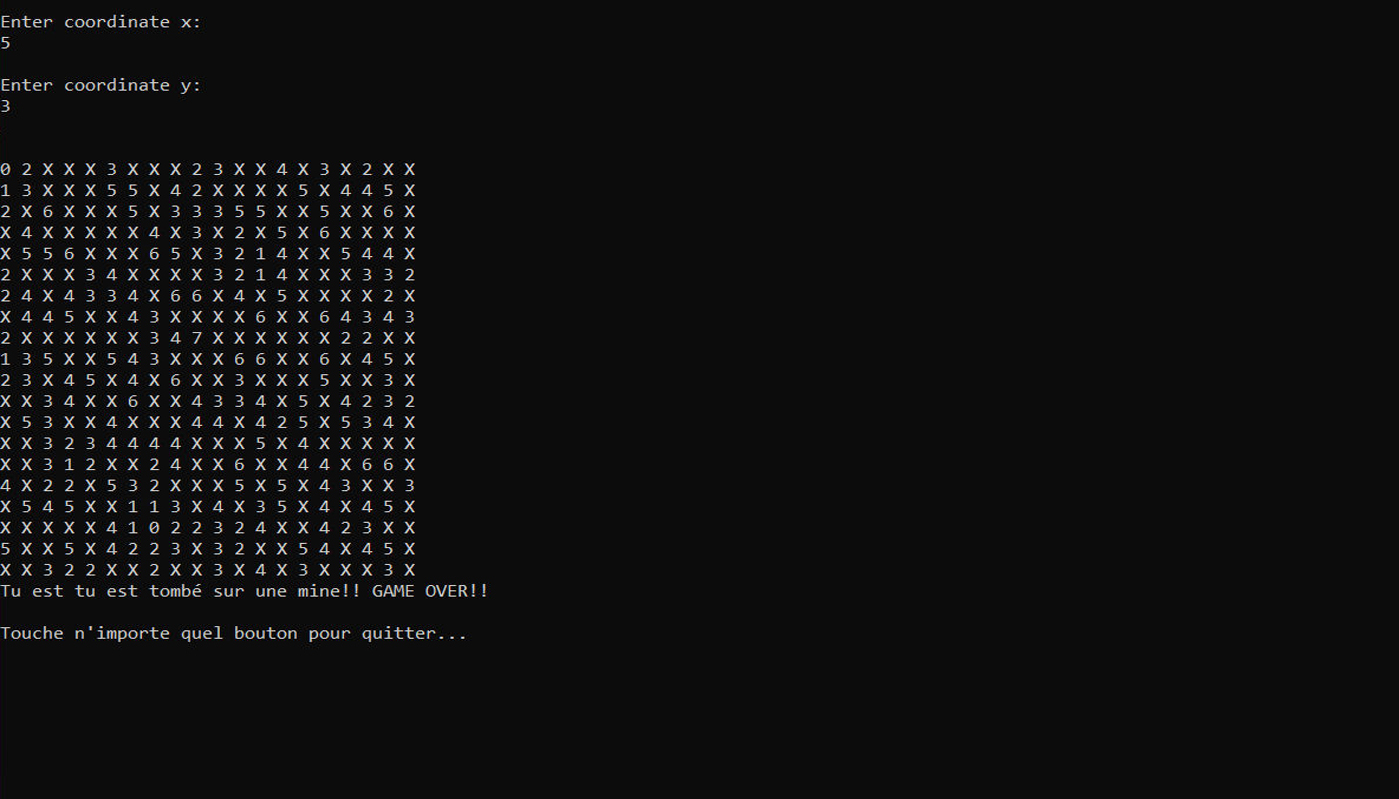 Enter coordinate x:
5
Enter coordinate y:
3
0 2 X X X 3 X X X 2 3 X X 4 X 3 X 2 X X
1 3 X X X 5 5 X 4 2 X X X X 5 X 4 4 5 X
2 X 6 X X X 5 X 3 3 3 5 5 X X 5 X X 6 X
X 4 X X X X X 4 X 3 X 2 X 5 X 6 X X X X
X 5 5 6 X X X 6 5 X 3 2 1 4 X X 5 4 4 X
2 X X X 3 4 X X X X 3 2 1 4 X X X 3 3 2
2 4 X 4 3 3 4 X 6 6 X 4 X 5 X X X X 2 X
X 4 4 5 X X 4 3 X X X X 6 X X 6 4 3 4 3
2 X X X X X X 3 4 7 X X X X X X 2 2 X X
1 3 5 X X 5 4 3 X X X 6 6 X X 6 X 4 5 X
2 3 X 4 5 X 4 X 6 X X 3 X X X 5 X X 3 X
X X 3 4 X X 6 X X 4 3 3 4 X 5 X 4 2 3 2
X 5 3 X X 4 X X X 4 4 X 4 2 5 X 5 3 4 X
X X 3 2 3 4 4 4 4 X X X 5 X 4 X X X X X
X X 3 1 2 X X 2 4 X X 6 X X 4 4 X 6 6 X
4 X 2 2 X 5 3 2 X X X 5 X 5 X 4 3 X X 3
X 5 4 5 X X 1 1 3 X 4 X 3 5 X 4 X 4 5 X
X X X X X 4 1 0 2 2 3 2 4 X X 4 2 3 X X
5 X X 5 X 4 2 2 3 X 3 2 X X 5 4 X 4 5 X
X X 3 2 2 X X 2 X X 3 X 4 X 3 X X X 3 X
Tu est tu est tombé sur une mine!! GAME OVER!!
Touche n'importe quel bouton pour quitter...